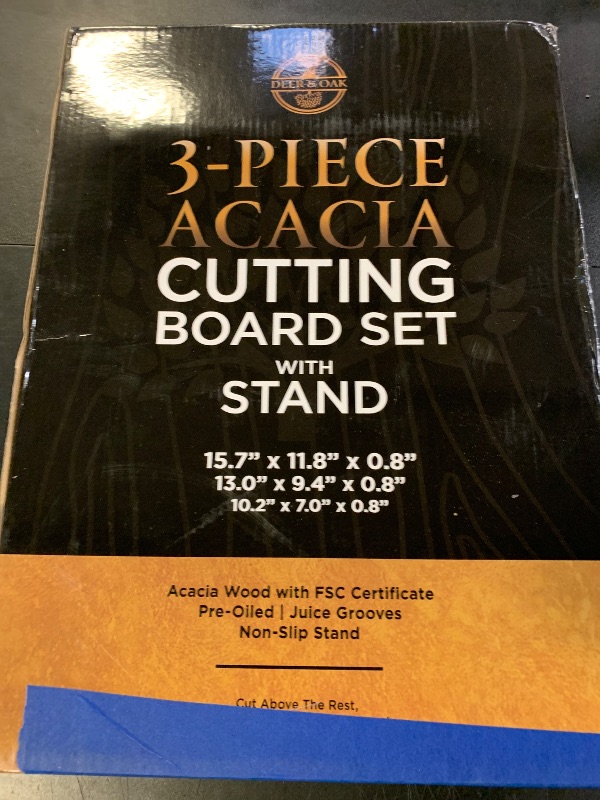 DEER & OAK
3-PIECE
ACACIA
CUTTING
BOARD SET
WITH
STAND
15.7" x 11.8" x 0.8"
13.0" x 9.4" x 0.8"
10.2" x 7.0" x 0.8"
Acacia Wood with FSC Certificate
Pre-Oiled | Juice Grooves
Non-Slip Stand
Cut Above The Rest,